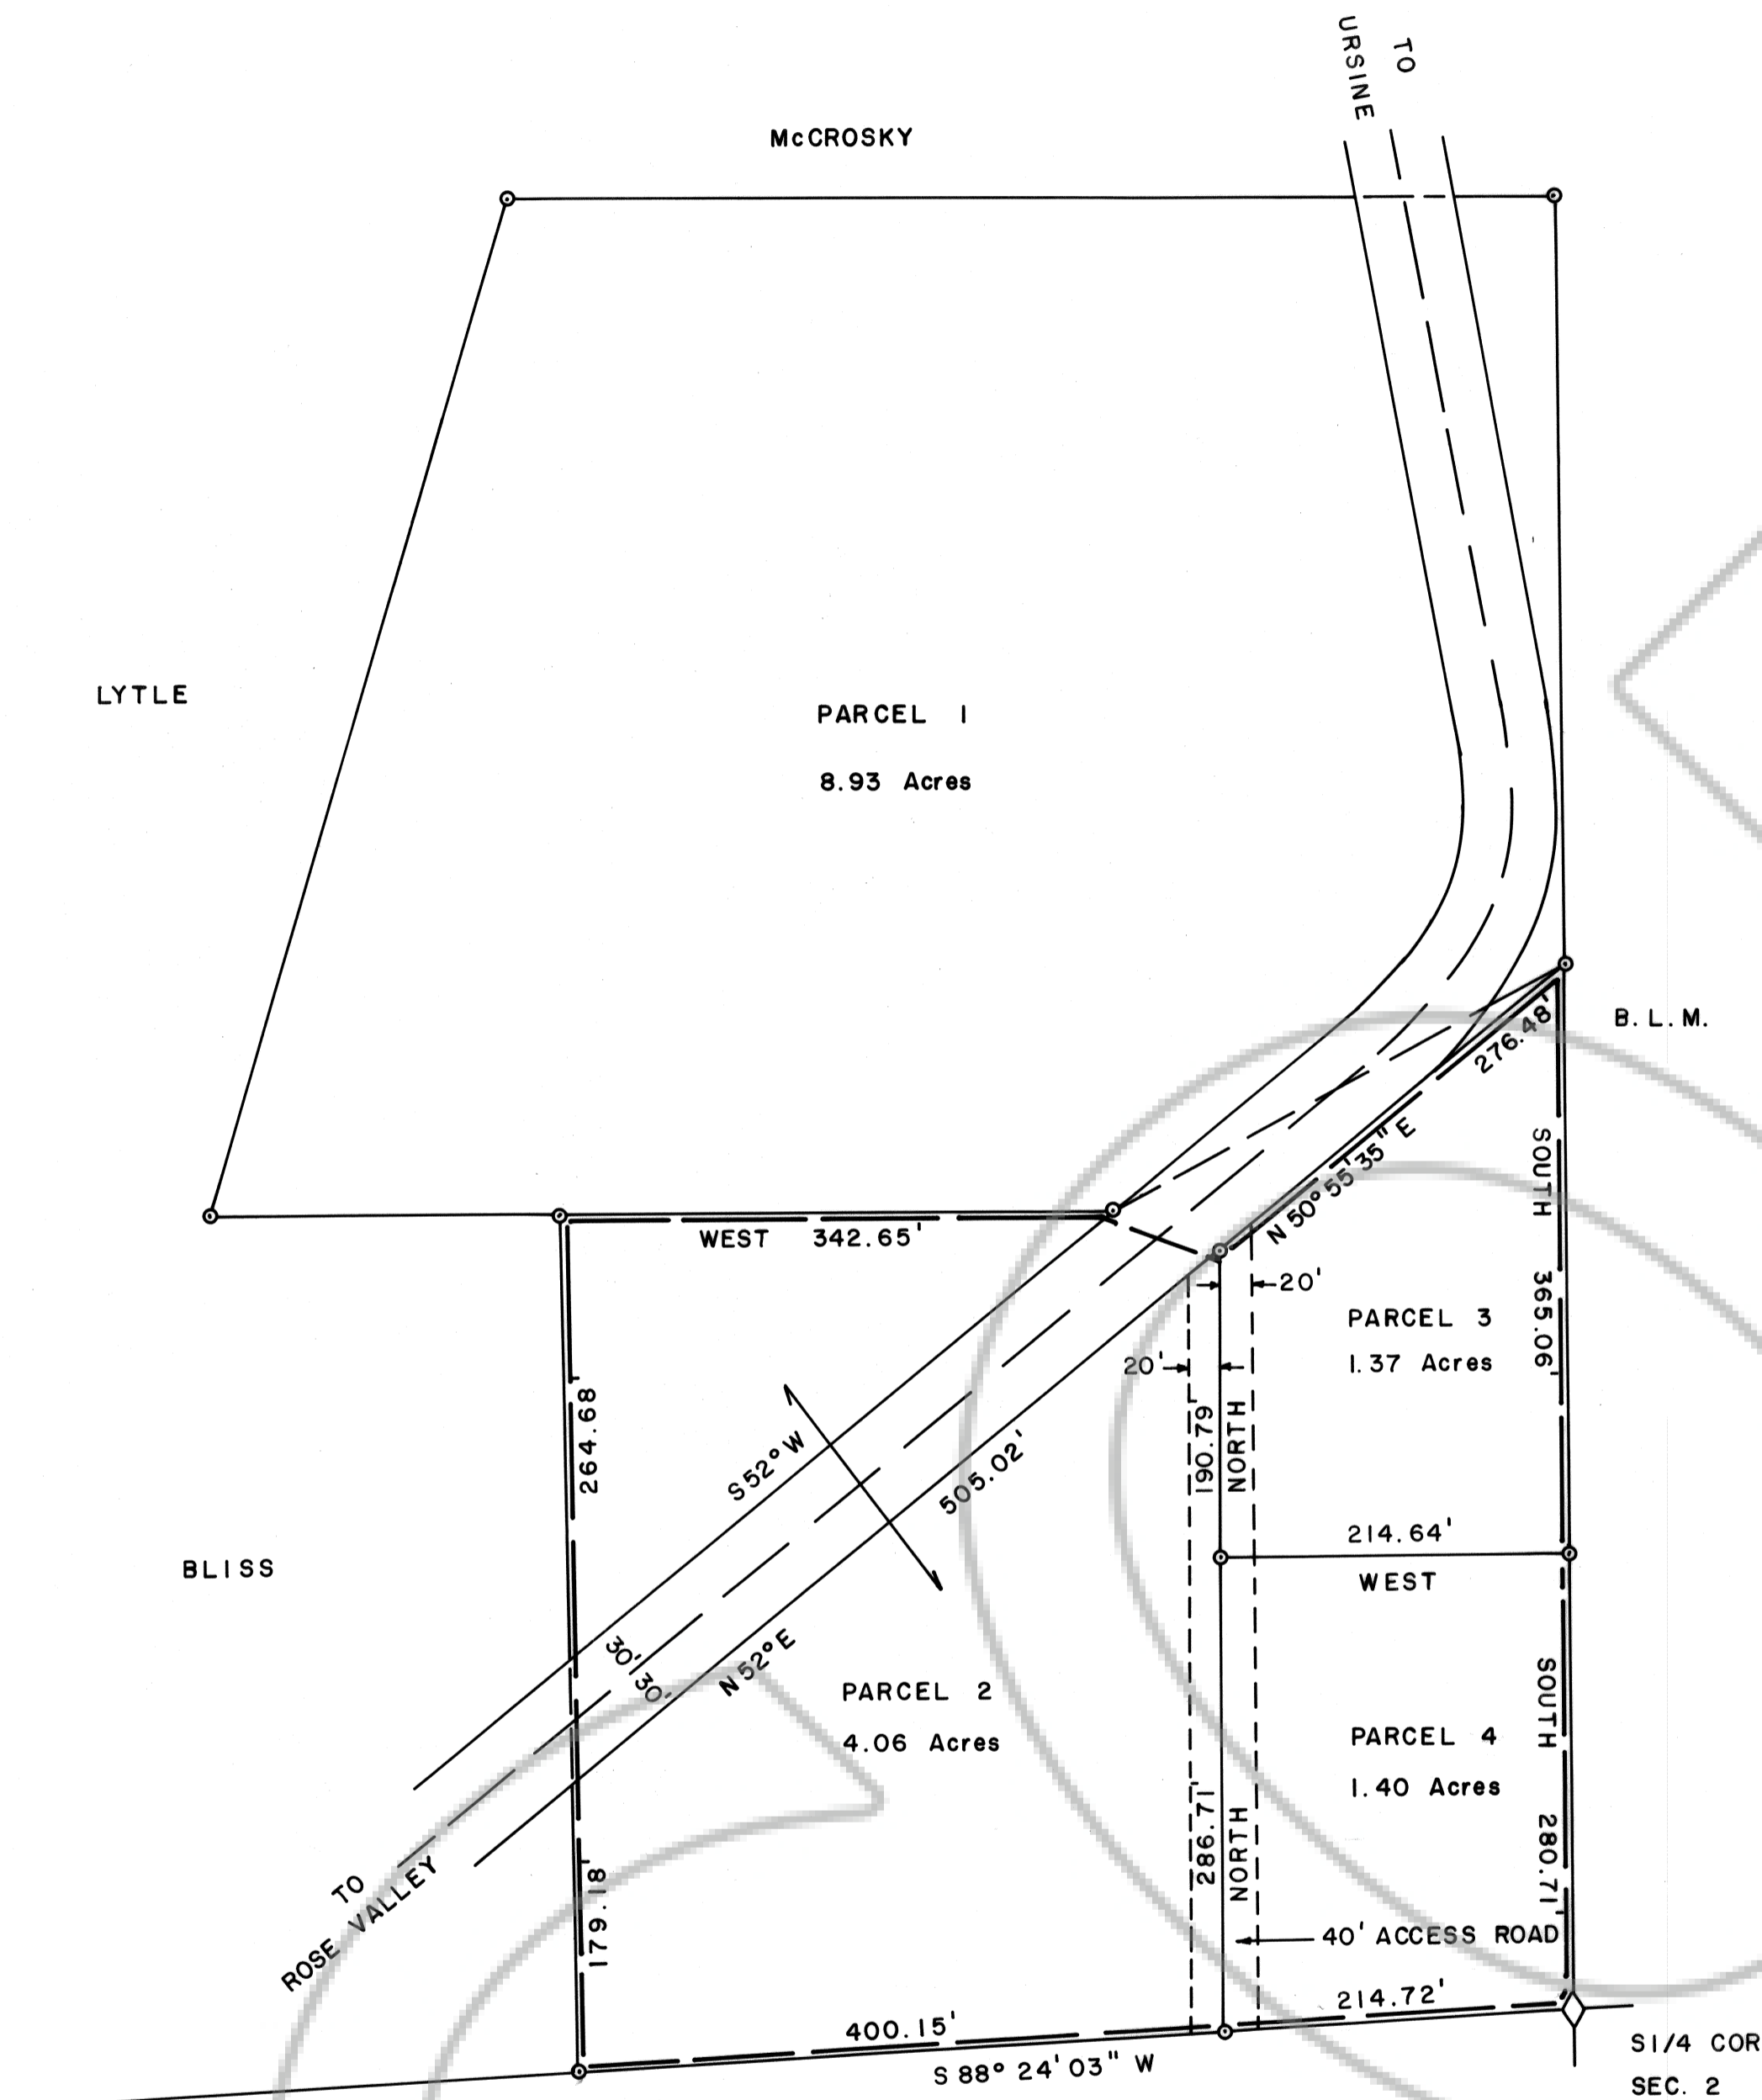 TO
URSINE
McCROSKY
LYTLE
PARCEL 1
8.93 Acres
B.L.M.
276.48'
N 50° 55' 35" E
SOUTH 365.06'
WEST 342.65'
20'
PARCEL 3
1.37 Acres
20'
264.68'
190.79'
NORTH
S 52° W
505.02'
214.64'
WEST
BLISS
30'
30'
N 52° E
PARCEL 2
4.06 Acres
SOUTH 280.71'
PARCEL 4
1.40 Acres
286.71'
NORTH
TO
ROSE VALLEY
179.18'
40' ACCESS ROAD
214.72'
400.15'
S 88° 24' 03" W
S1/4 COR
SEC. 2